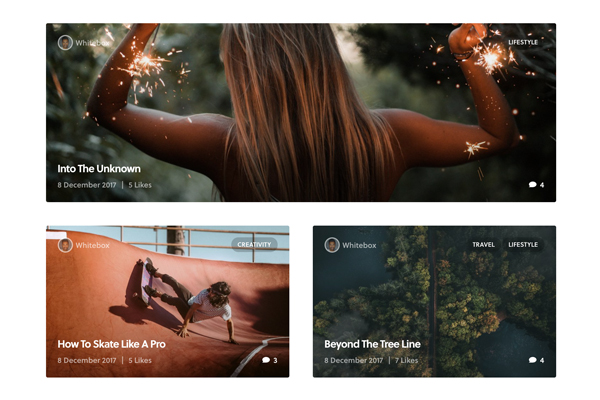 Whitebox
LIFESTYLE
Into The Unknown
8 December 2017 | 5 Likes
4
Whitebox
CREATIVITY
How To Skate Like A Pro
8 December 2017 | 5 Likes
3
Whitebox
TRAVEL LIFESTYLE
Beyond The Tree Line
8 December 2017 | 7 Likes
4